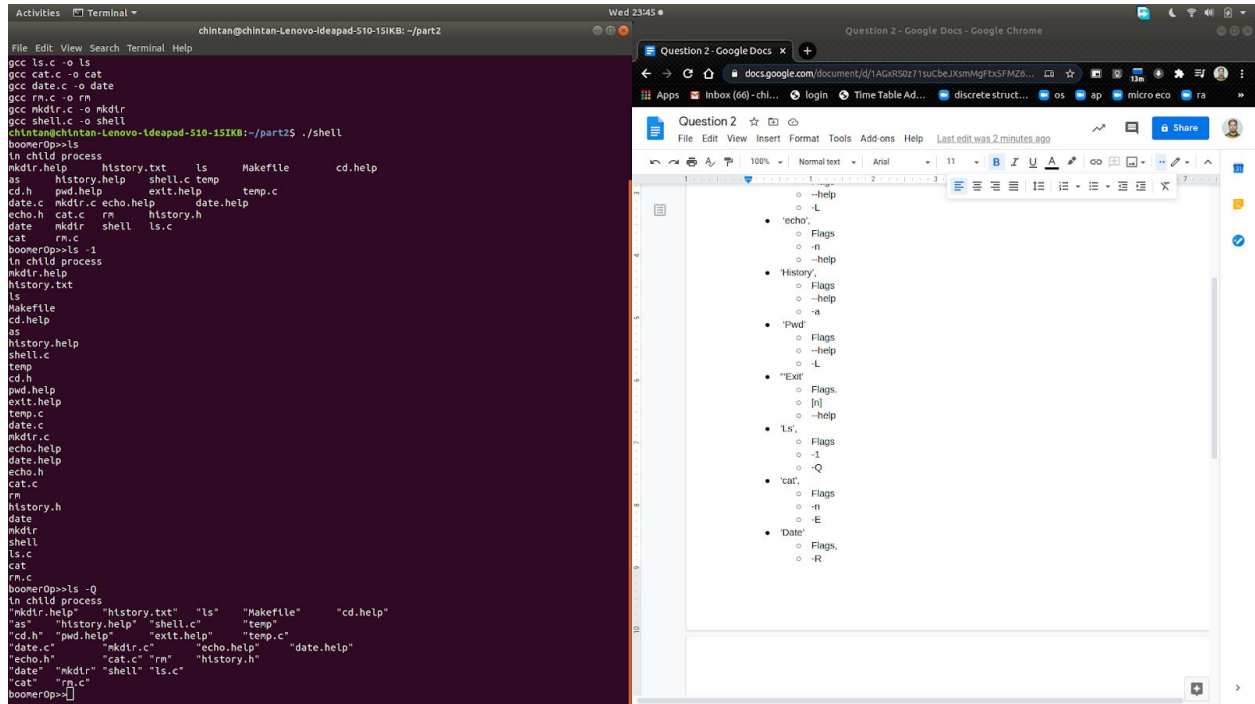 Activities Terminal Wed 23:45
chintan@chintan-Lenovo-ideapad-510-15IKB: ~/part2
File Edit View Search Terminal Help
gcc ls.c -o ls
gcc cat.c -o cat
gcc date.c -o date
gcc rm.c -o rm
gcc mkdir.c -o mkdir
gcc shell.c -o shell
chintan@chintan-Lenovo-ideapad-510-15IKB:~/part2$ ./shell
boomerOp>>ls
in child process
mkdir.help history.txt ls Makefile cd.help
as history.help shell.c temp
cd.h pwd.help exit.help temp.c
date.c mkdir.c echo.help date.help
echo.h cat.c rm history.h
date mkdir shell ls.c
cat rm.c
boomerOp>>ls -1
in child process
mkdir.help
history.txt
ls
Makefile
cd.help
as
history.help
shell.c
temp
cd.h
pwd.help
exit.help
temp.c
date.c
mkdir.c
echo.help
date.help
echo.h
cat.c
rm
history.h
date
mkdir
shell
ls.c
cat
rm.c
boomerOp>>ls -Q
in child process
"mkdir.help" "history.txt" "ls" "Makefile" "cd.help"
"as" "history.help" "shell.c" "temp"
"cd.h" "pwd.help" "exit.help" "temp.c"
"date.c" "mkdir.c" "echo.help" "date.help"
"echo.h" "cat.c" "rm" "history.h"
"date" "mkdir" "shell" "ls.c"
"cat" "rm.c"
boomerOp>>
Question 2 - Google Docs - Google Chrome
Question 2 - Google Docs
docs.google.com/document/d/1AGxRS0z71suCbeJXsmMgFtxSFMZ6... 13m
Apps Inbox (66) - chi... login Time Table Ad... discrete struct... os ap micro eco ra »
Question 2
Share
File Edit View Insert Format Tools Add-ons Help Last edit was 2 minutes ago
100% Normal text Arial 11 B I U A
1 2 3 7
--help
-L
'echo',
Flags
-n
--help
'History',
Flags
--help
-a
'Pwd'
Flags
--help
-L
"'Exit'
Flags.
[n]
--help
'Ls',
Flags
-1
-Q
'cat',
Flags
-n
-E
'Date'
Flags,
-R